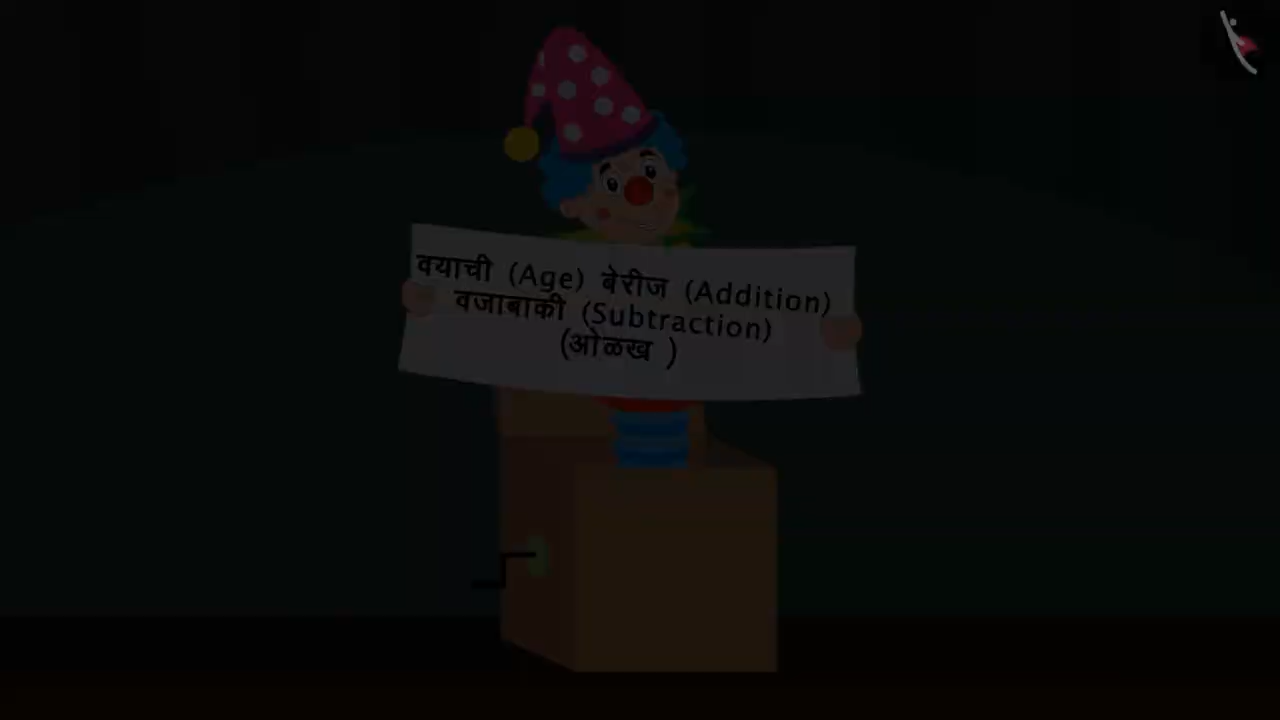 वयाची (Age) बेरीज (Addition)
वजाबाकी (Subtraction)
(ओळख )